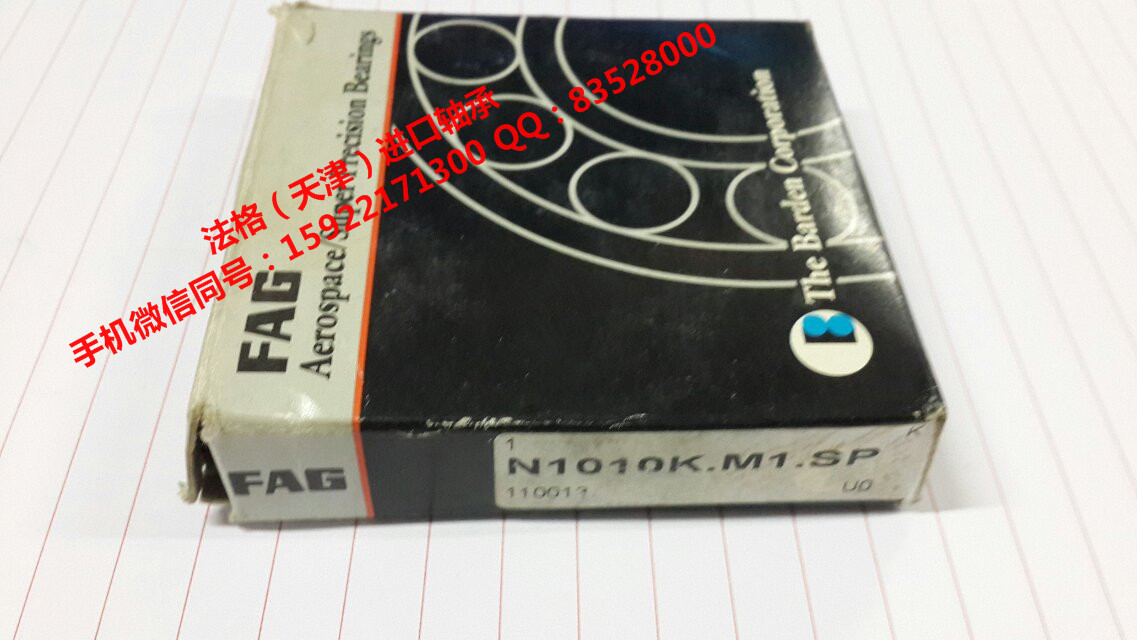 法格（天津）进口轴承
手机微信同号：15922171300 QQ：83528000
FAG
Aerospace/Super Precision Bearings
The Barden Corporation
B
FAG
1
N1010K.M1.SP
U0
K